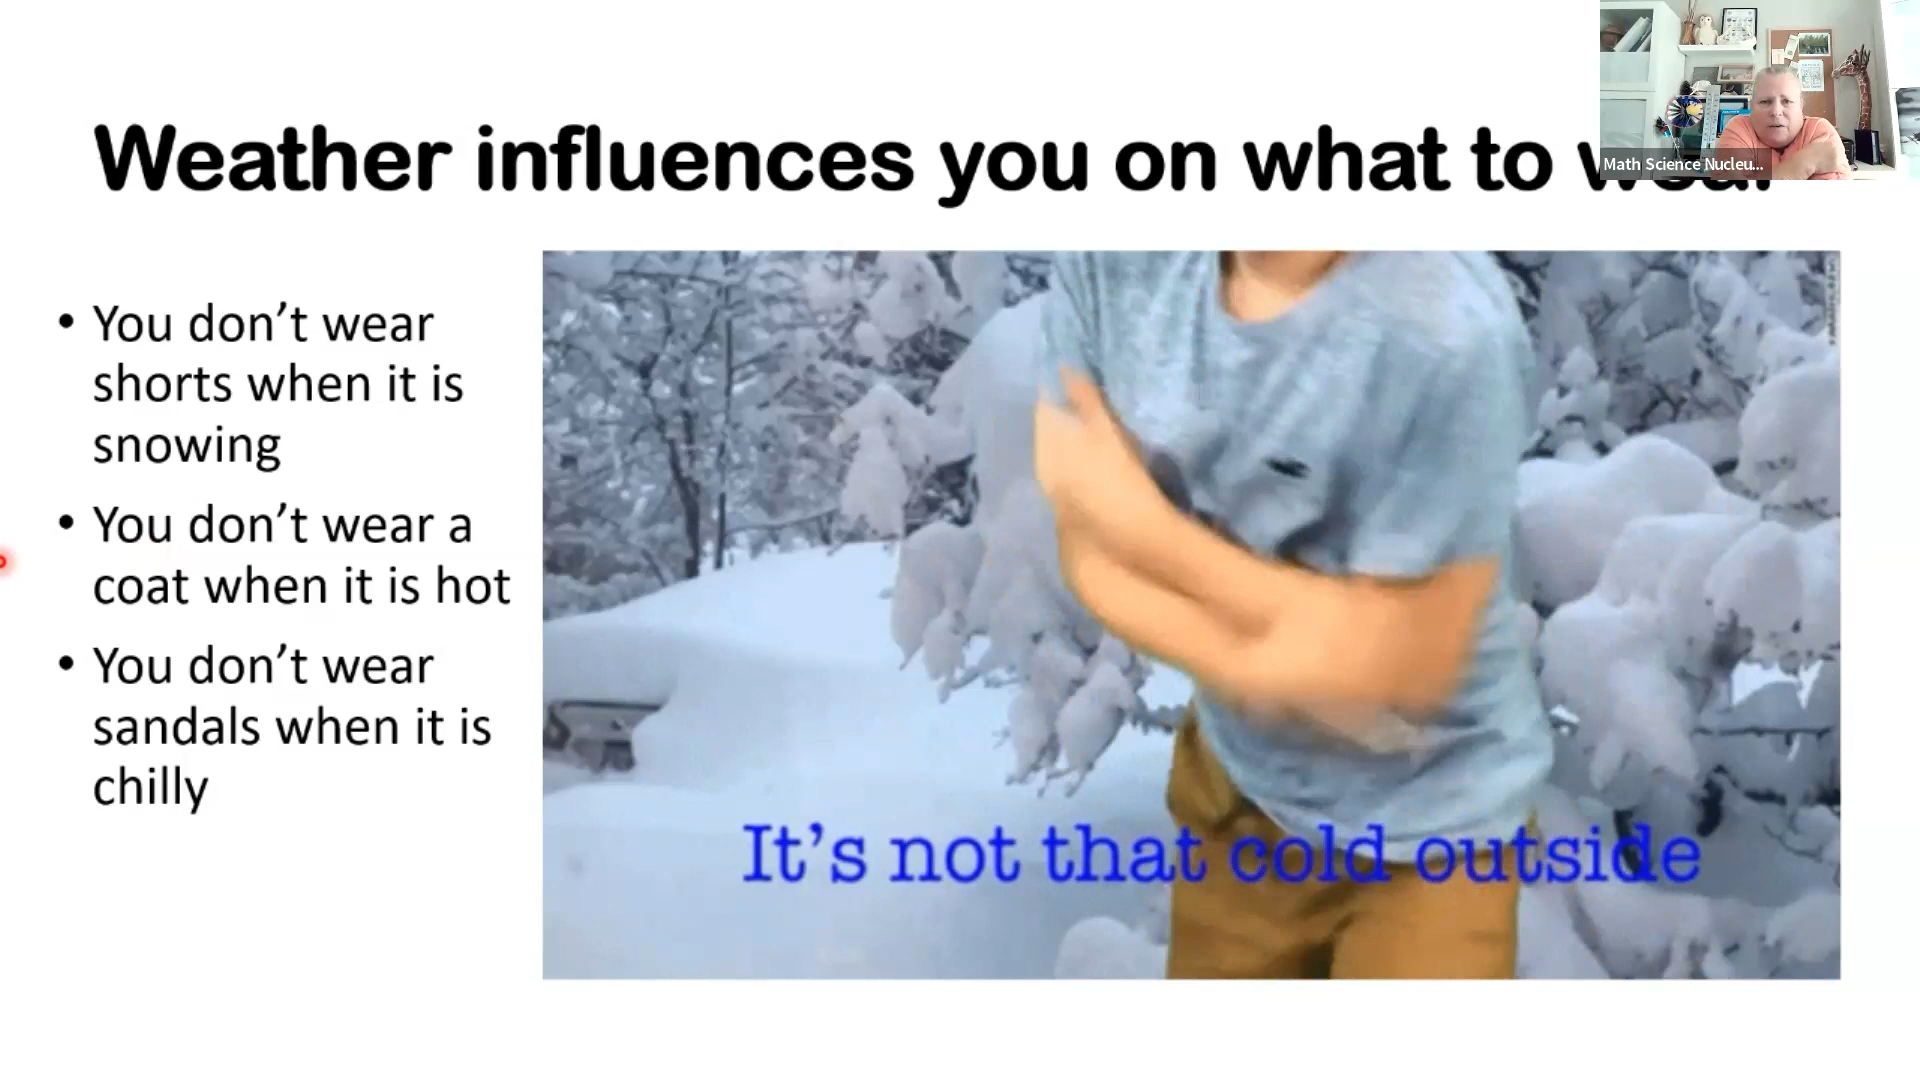 Weather influences you on what to wear
Math Science Nucleu...
• You don’t wear
shorts when it is
snowing
• You don’t wear a
coat when it is hot
• You don’t wear
sandals when it is
chilly
It’s not that cold outside